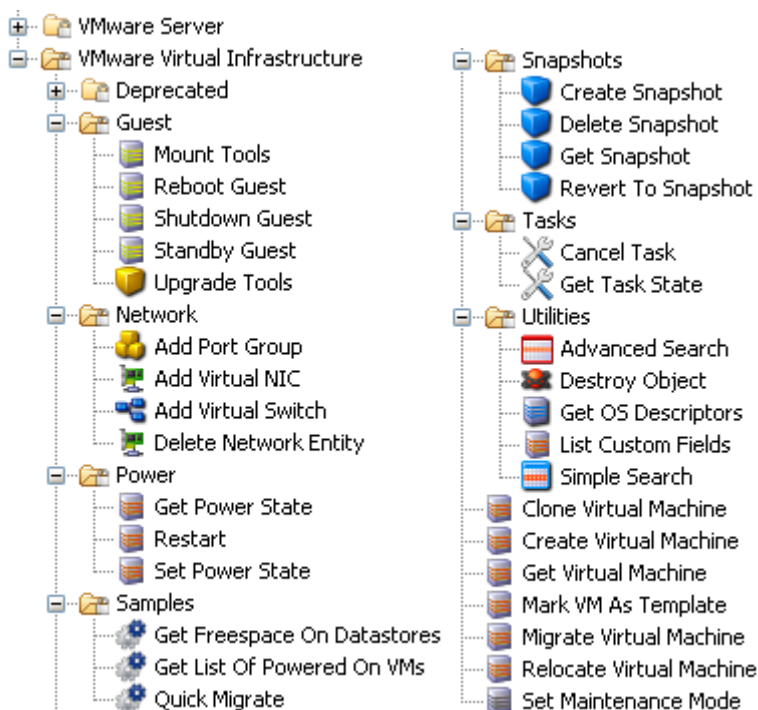 VMware Server
VMware Virtual Infrastructure
Deprecated
Guest
Mount Tools
Reboot Guest
Shutdown Guest
Standby Guest
Upgrade Tools
Network
Add Port Group
Add Virtual NIC
Add Virtual Switch
Delete Network Entity
Power
Get Power State
Restart
Set Power State
Samples
Get Freespace On Datastores
Get List Of Powered On VMs
Quick Migrate
Snapshots
Create Snapshot
Delete Snapshot
Get Snapshot
Revert To Snapshot
Tasks
Cancel Task
Get Task State
Utilities
Advanced Search
Destroy Object
Get OS Descriptors
List Custom Fields
Simple Search
Clone Virtual Machine
Create Virtual Machine
Get Virtual Machine
Mark VM As Template
Migrate Virtual Machine
Relocate Virtual Machine
Set Maintenance Mode